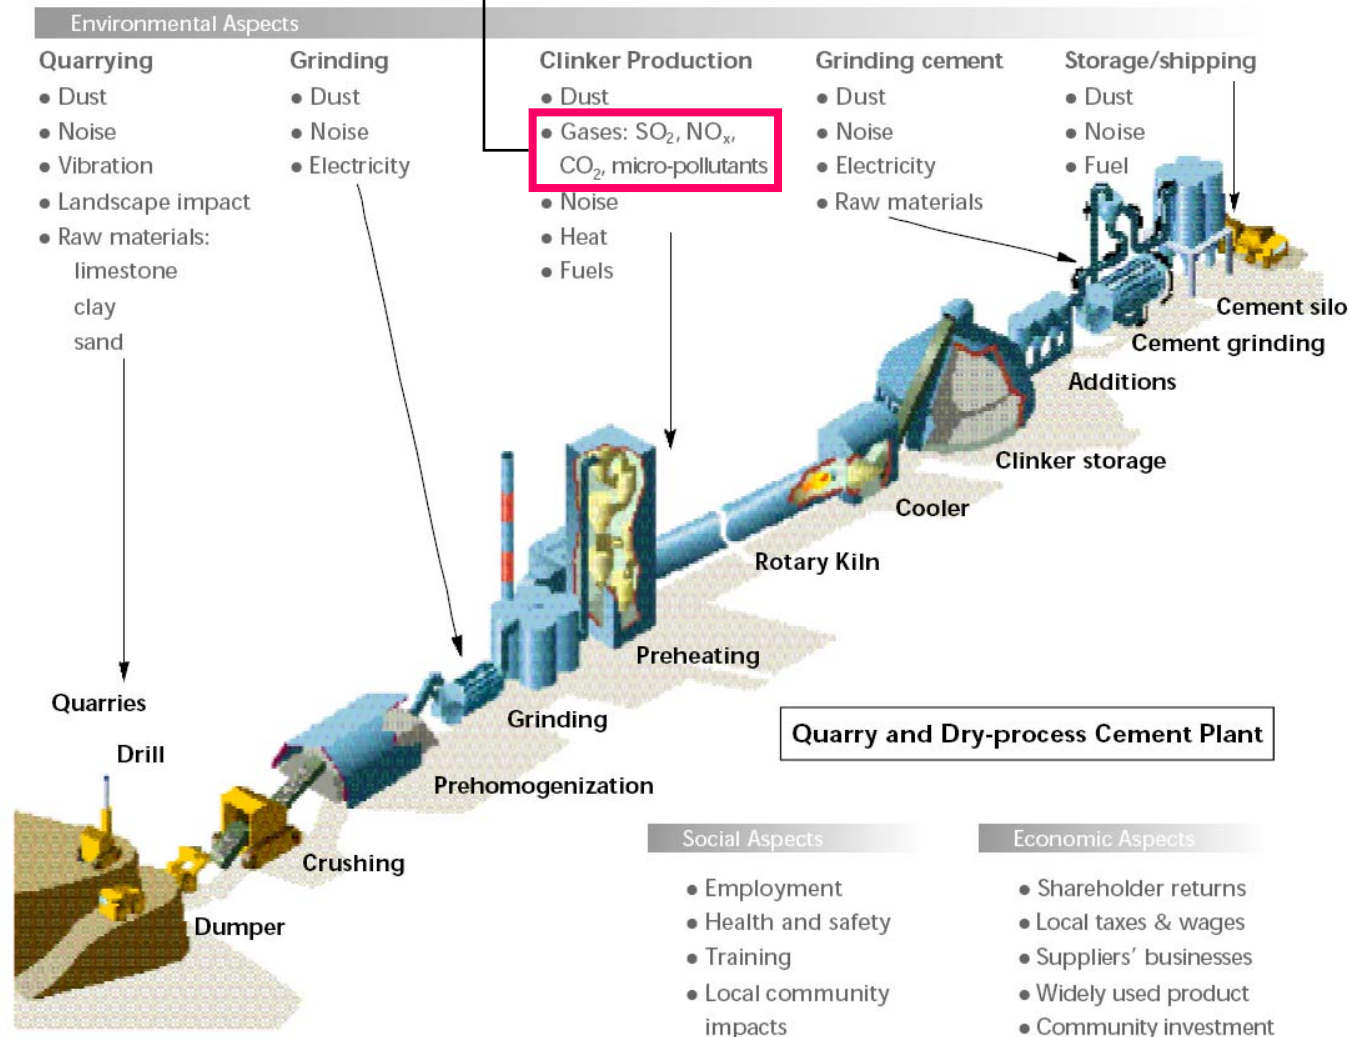 Environmental Aspects
Quarrying
• Dust
• Noise
• Vibration
• Landscape impact
• Raw materials:
limestone
clay
sand
Grinding
• Dust
• Noise
• Electricity
Clinker Production
• Dust
• Gases: SO₂, NOₓ,
CO₂, micro-pollutants
• Noise
• Heat
• Fuels
Grinding cement
• Dust
• Noise
• Electricity
• Raw materials
Storage/shipping
• Dust
• Noise
• Fuel
Cement silo
Cement grinding
Additions
Clinker storage
Cooler
Rotary Kiln
Preheating
Grinding
Prehomogenization
Crushing
Dumper
Drill
Quarries
Quarry and Dry-process Cement Plant
Social Aspects
• Employment
• Health and safety
• Training
• Local community
impacts
Economic Aspects
• Shareholder returns
• Local taxes & wages
• Suppliers’ businesses
• Widely used product
• Community investment